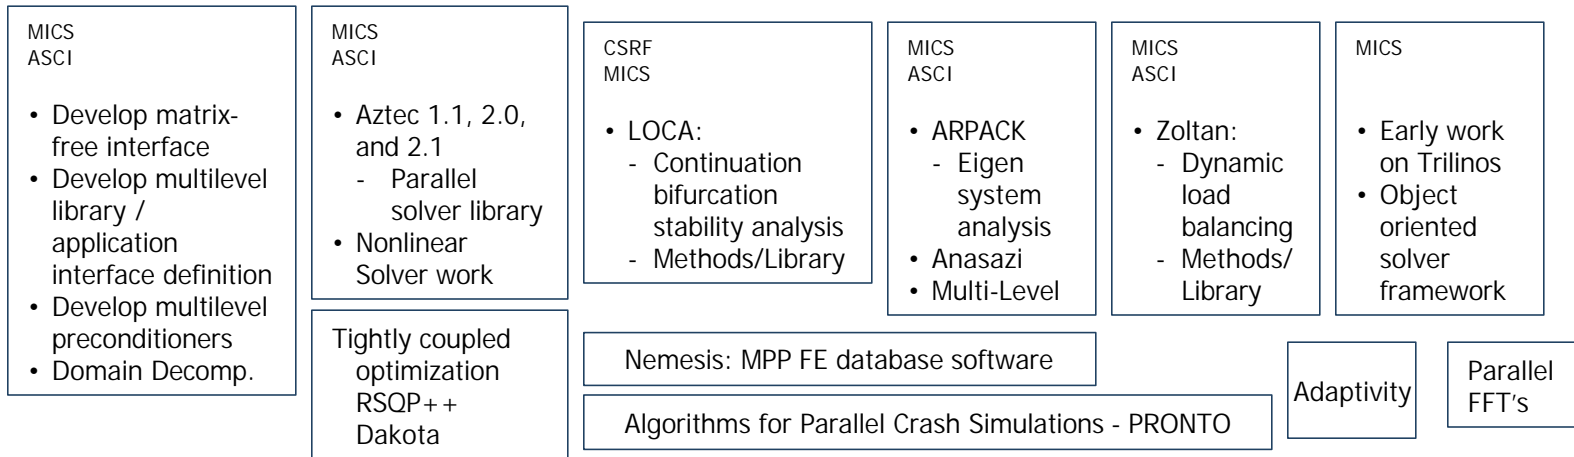 MICS
ASCI
• Develop matrix-
free interface
• Develop multilevel
library /
application
interface definition
• Develop multilevel
preconditioners
• Domain Decomp.
MICS
ASCI
• Aztec 1.1, 2.0,
and 2.1
- Parallel
solver library
• Nonlinear
Solver work
Tightly coupled
optimization
RSQP++
Dakota
CSRF
MICS
• LOCA:
- Continuation
bifurcation
stability analysis
- Methods/Library
MICS
ASCI
• ARPACK
- Eigen
system
analysis
• Anasazi
• Multi-Level
MICS
ASCI
• Zoltan:
- Dynamic
load
balancing
- Methods/
Library
MICS
• Early work
on Trilinos
• Object
oriented
solver
framework
Nemesis: MPP FE database software
Algorithms for Parallel Crash Simulations - PRONTO
Adaptivity
Parallel
FFT's